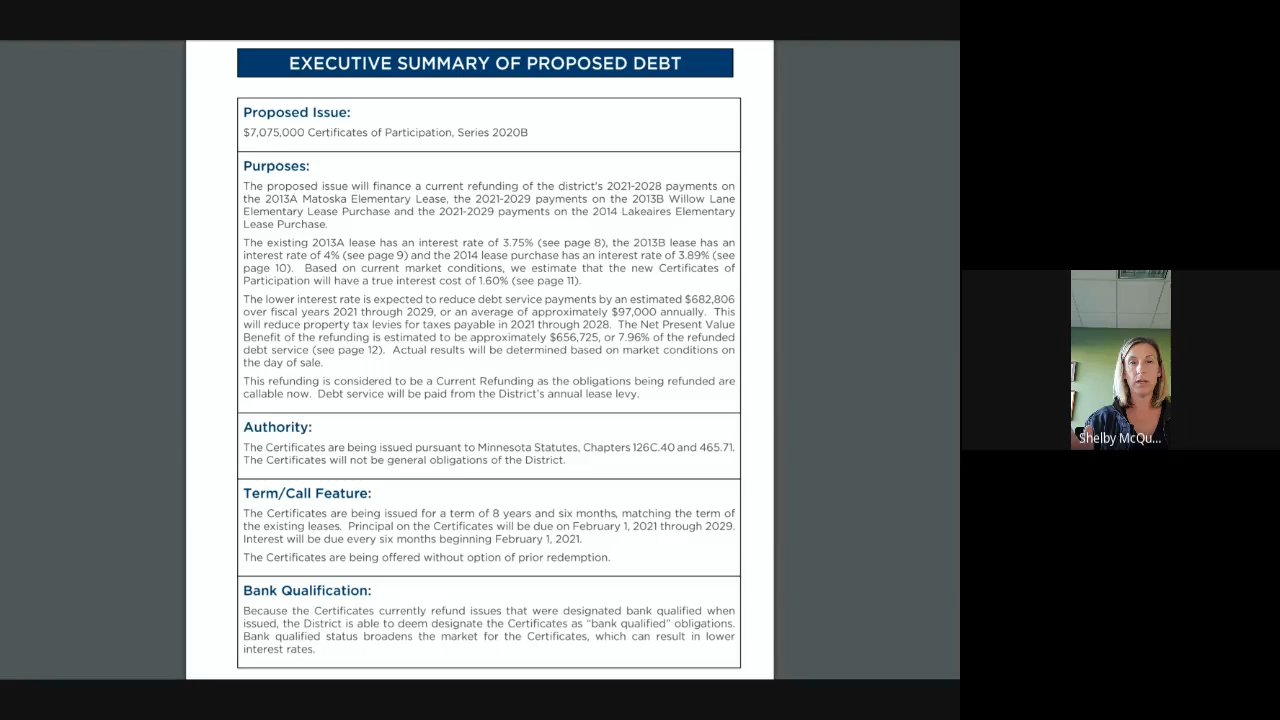 EXECUTIVE SUMMARY OF PROPOSED DEBT
Proposed Issue:
$7,075,000 Certificates of Participation, Series 2020B
Purposes:
The proposed issue will finance a current refunding of the district's 2021-2028 payments on
the 2013A Matoska Elementary Lease, the 2021-2029 payments on the 2013B Willow Lane
Elementary Lease Purchase and the 2021-2029 payments on the 2014 Lakeaires Elementary
Lease Purchase.
The existing 2013A lease has an interest rate of 3.75% (see page 8), the 2013B lease has an
interest rate of 4% (see page 9) and the 2014 lease purchase has an interest rate of 3.89% (see
page 10). Based on current market conditions, we estimate that the new Certificates of
Participation will have a true interest cost of 1.60% (see page 11).
The lower interest rate is expected to reduce debt service payments by an estimated $682,806
over fiscal years 2021 through 2029, or an average of approximately $97,000 annually. This
will reduce property tax levies for taxes payable in 2021 through 2028. The Net Present Value
Benefit of the refunding is estimated to be approximately $656,725, or 7.96% of the refunded
debt service (see page 12). Actual results will be determined based on market conditions on
the day of sale.
This refunding is considered to be a Current Refunding as the obligations being refunded are
callable now. Debt service will be paid from the District's annual lease levy.
Authority:
The Certificates are being issued pursuant to Minnesota Statutes, Chapters 126C.40 and 465.71.
The Certificates will not be general obligations of the District.
Term/Call Feature:
The Certificates are being issued for a term of 8 years and six months, matching the term of
the existing leases. Principal on the Certificates will be due on February 1, 2021 through 2029.
Interest will be due every six months beginning February 1, 2021.
The Certificates are being offered without option of prior redemption.
Bank Qualification:
Because the Certificates currently refund issues that were designated bank qualified when
issued, the District is able to deem designate the Certificates as “bank qualified” obligations.
Bank qualified status broadens the market for the Certificates, which can result in lower
interest rates.
Shelby McQu...